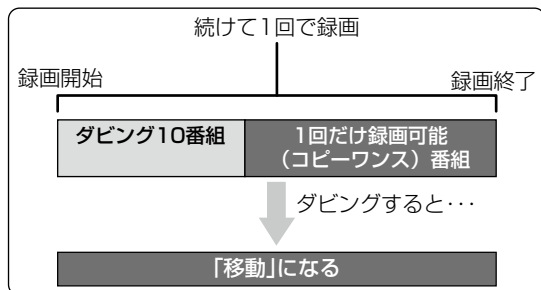 続けて1回で録画
録画開始
録画終了
ダビング10番組
1回だけ録画可能
（コピーワンス）番組
ダビングすると･･･
「移動」になる